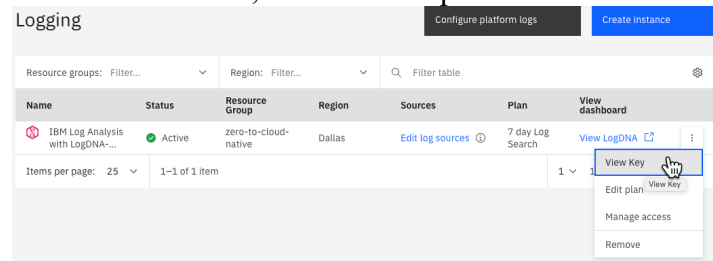 Logging
Configure platform logs
Create instance
Resource groups: Filter...
Region: Filter...
Filter table
Name
Status
Resource
Group
Region
Sources
Plan
View
dashboard
IBM Log Analysis
with LogDNA-...
Active
zero-to-cloud-
native
Dallas
Edit log sources
7 day Log
Search
View LogDNA
Items per page: 25
1–1 of 1 item
1
1
View Key
View Key
Edit plan
Manage access
Remove